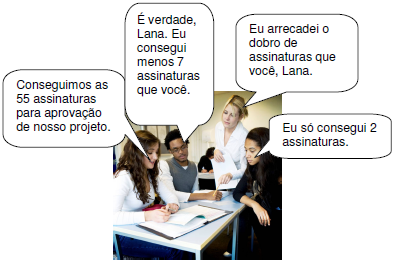 Conseguimos as
55 assinaturas
para aprovação
de nosso projeto.
É verdade,
Lana. Eu
consegui
menos 7
assinaturas
que você.
Eu arrecadei o
dobro de
assinaturas que
você, Lana.
Eu só consegui 2
assinaturas.